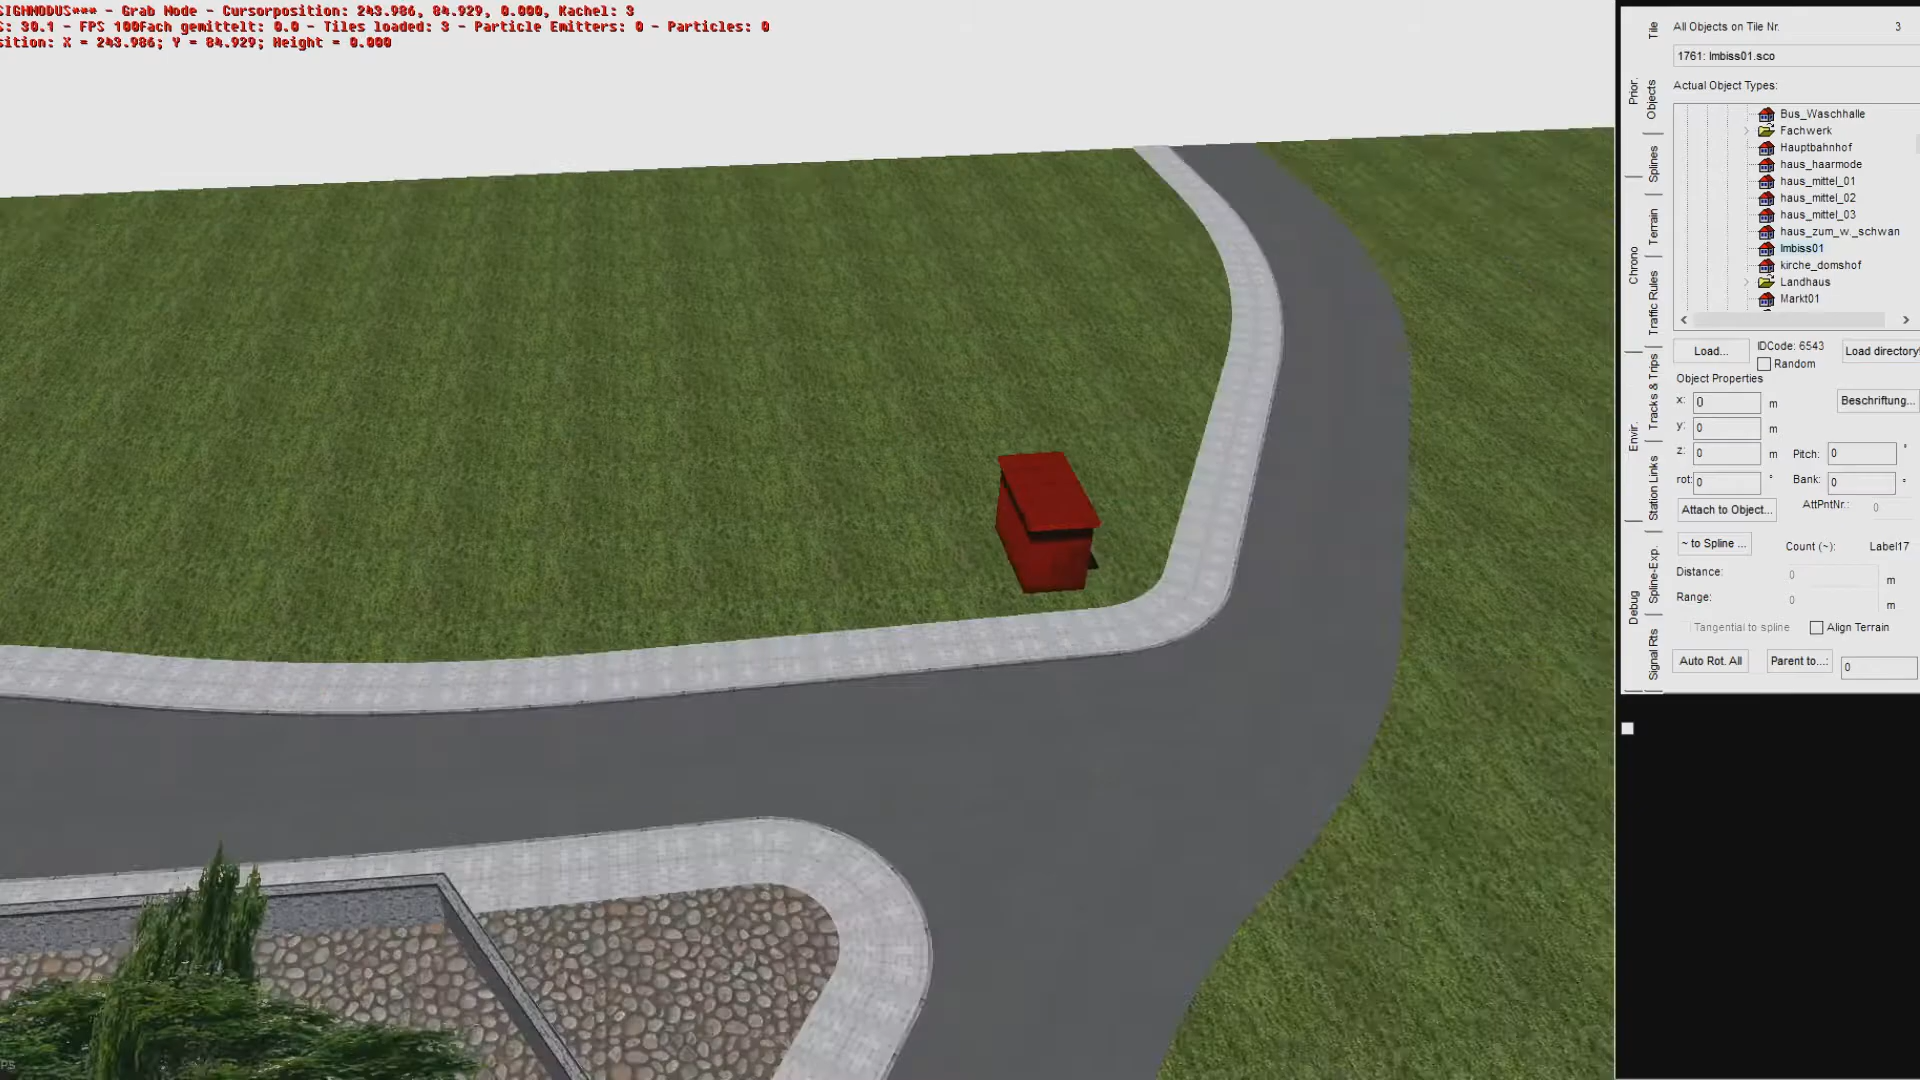 SIGNMODUS*** - Grab Mode - Cursorposition: 243.986, 84.929, 0.000, Kachel: 3
S: 30.1 - FPS 100Fach gemittelt: 0.0 - Tiles loaded: 3 - Particle Emitters: 0 - Particles: 0
sition: X = 243.986; Y = 84.929; Height = 0.000
Tile
Objects
Splines
Terrain
Traffic Rules
Tracks & Trips
Station Links
Spline-Exp.
Signal Rts
Prior.
Chrono
Envir.
Debug
All Objects on Tile Nr. 3
1761: Imbiss01.sco
Actual Object Types:
Bus_Waschhalle
Fachwerk
Hauptbahnhof
haus_haarmode
haus_mittel_01
haus_mittel_02
haus_mittel_03
haus_zum_w._schwan
Imbiss01
kirche_domshof
Landhaus
Markt01
Load... IDCode: 6543 Load directory!
Random
Object Properties
x: 0 m Beschriftung...
y: 0 m
z: 0 m Pitch: 0 °
rot: 0 ° Bank: 0 °
Attach to Object... AttPntNr.: 0
~ to Spline ... Count (~): Label17
Distance: 0 m
Range: 0 m
Tangential to spline Align Terrain
Auto Rot. All Parent to...: 0
PS